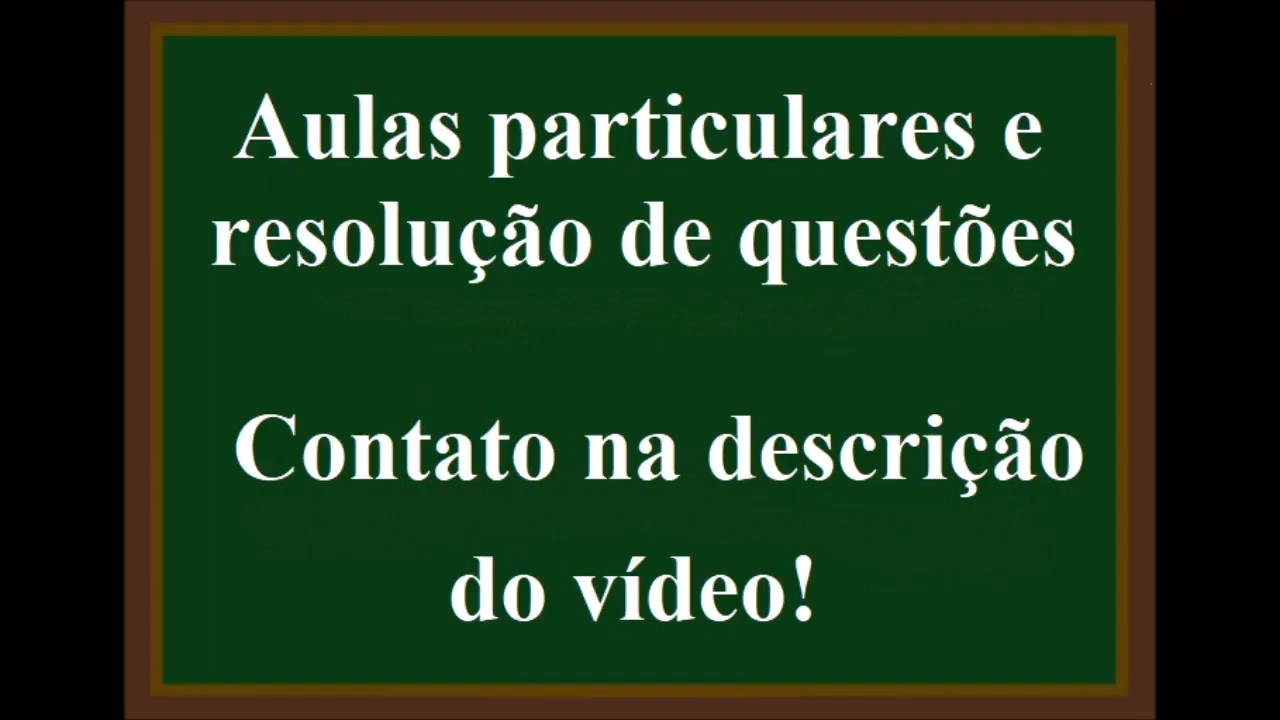 Aulas particulares e
resolução de questões
Contato na descrição
do vídeo!